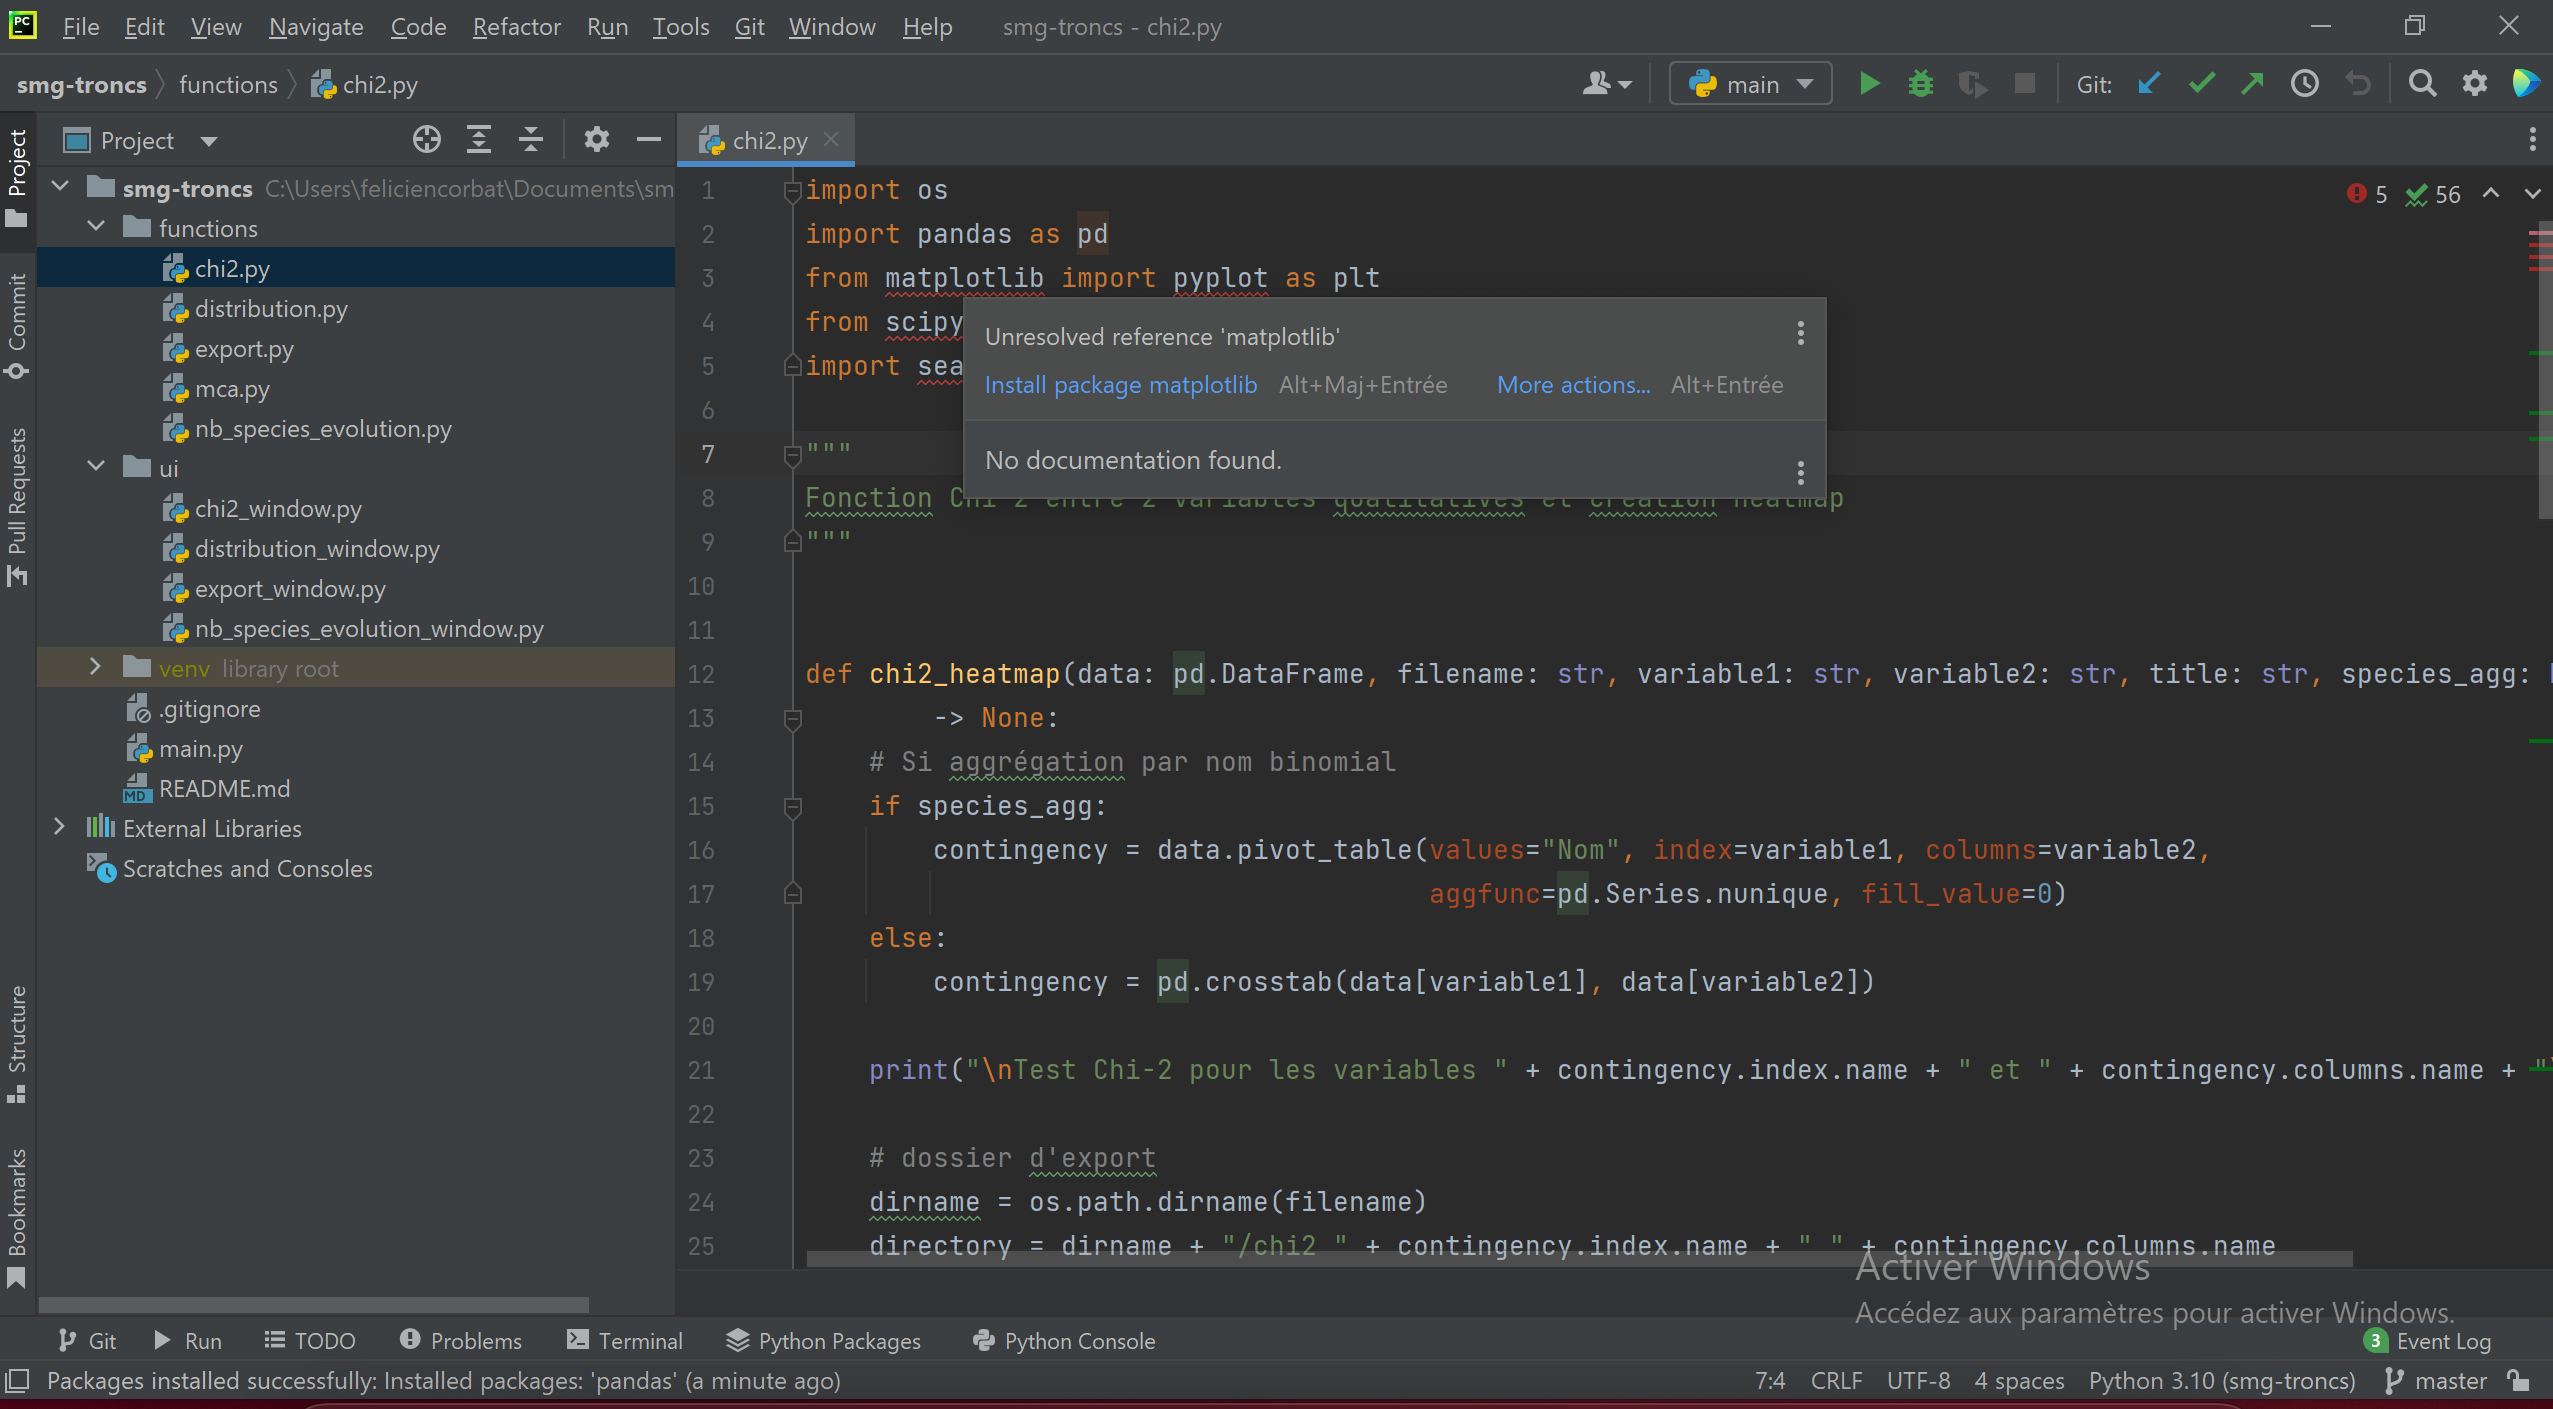 PC
File Edit View Navigate Code Refactor Run Tools Git Window Help smg-troncs - chi2.py
smg-troncs functions chi2.py main Git:
Project
chi2.py
Project
Commit
Pull Requests
Structure
Bookmarks
smg-troncs C:\Users\feliciencorbat\Documents\sm
functions
chi2.py
distribution.py
export.py
mca.py
nb_species_evolution.py
ui
chi2_window.py
distribution_window.py
export_window.py
nb_species_evolution_window.py
venv library root
.gitignore
main.py
MD README.md
External Libraries
Scratches and Consoles
5 56
1 import os
2 import pandas as pd
3 from matplotlib import pyplot as plt
4 from scipy
5 import sea
6
7 """
8 Fonction Chi 2 entre 2 variables qualitatives et création heatmap
9 """
10
11
12 def chi2_heatmap(data: pd.DataFrame, filename: str, variable1: str, variable2: str, title: str, species_agg:
13 -> None:
14 # Si aggrégation par nom binomial
15 if species_agg:
16 contingency = data.pivot_table(values="Nom", index=variable1, columns=variable2,
17 aggfunc=pd.Series.nunique, fill_value=0)
18 else:
19 contingency = pd.crosstab(data[variable1], data[variable2])
20
21 print("\nTest Chi-2 pour les variables " + contingency.index.name + " et " + contingency.columns.name + "\
22
23 # dossier d'export
24 dirname = os.path.dirname(filename)
25 directory = dirname + "/chi2 " + contingency.index.name + " " + contingency.columns.name
Unresolved reference 'matplotlib'
Install package matplotlib Alt+Maj+Entrée More actions... Alt+Entrée
No documentation found.
Activer Windows
Accédez aux paramètres pour activer Windows.
Git Run TODO Problems Terminal Python Packages Python Console 3 Event Log
Packages installed successfully: Installed packages: 'pandas' (a minute ago) 7:4 CRLF UTF-8 4 spaces Python 3.10 (smg-troncs) master